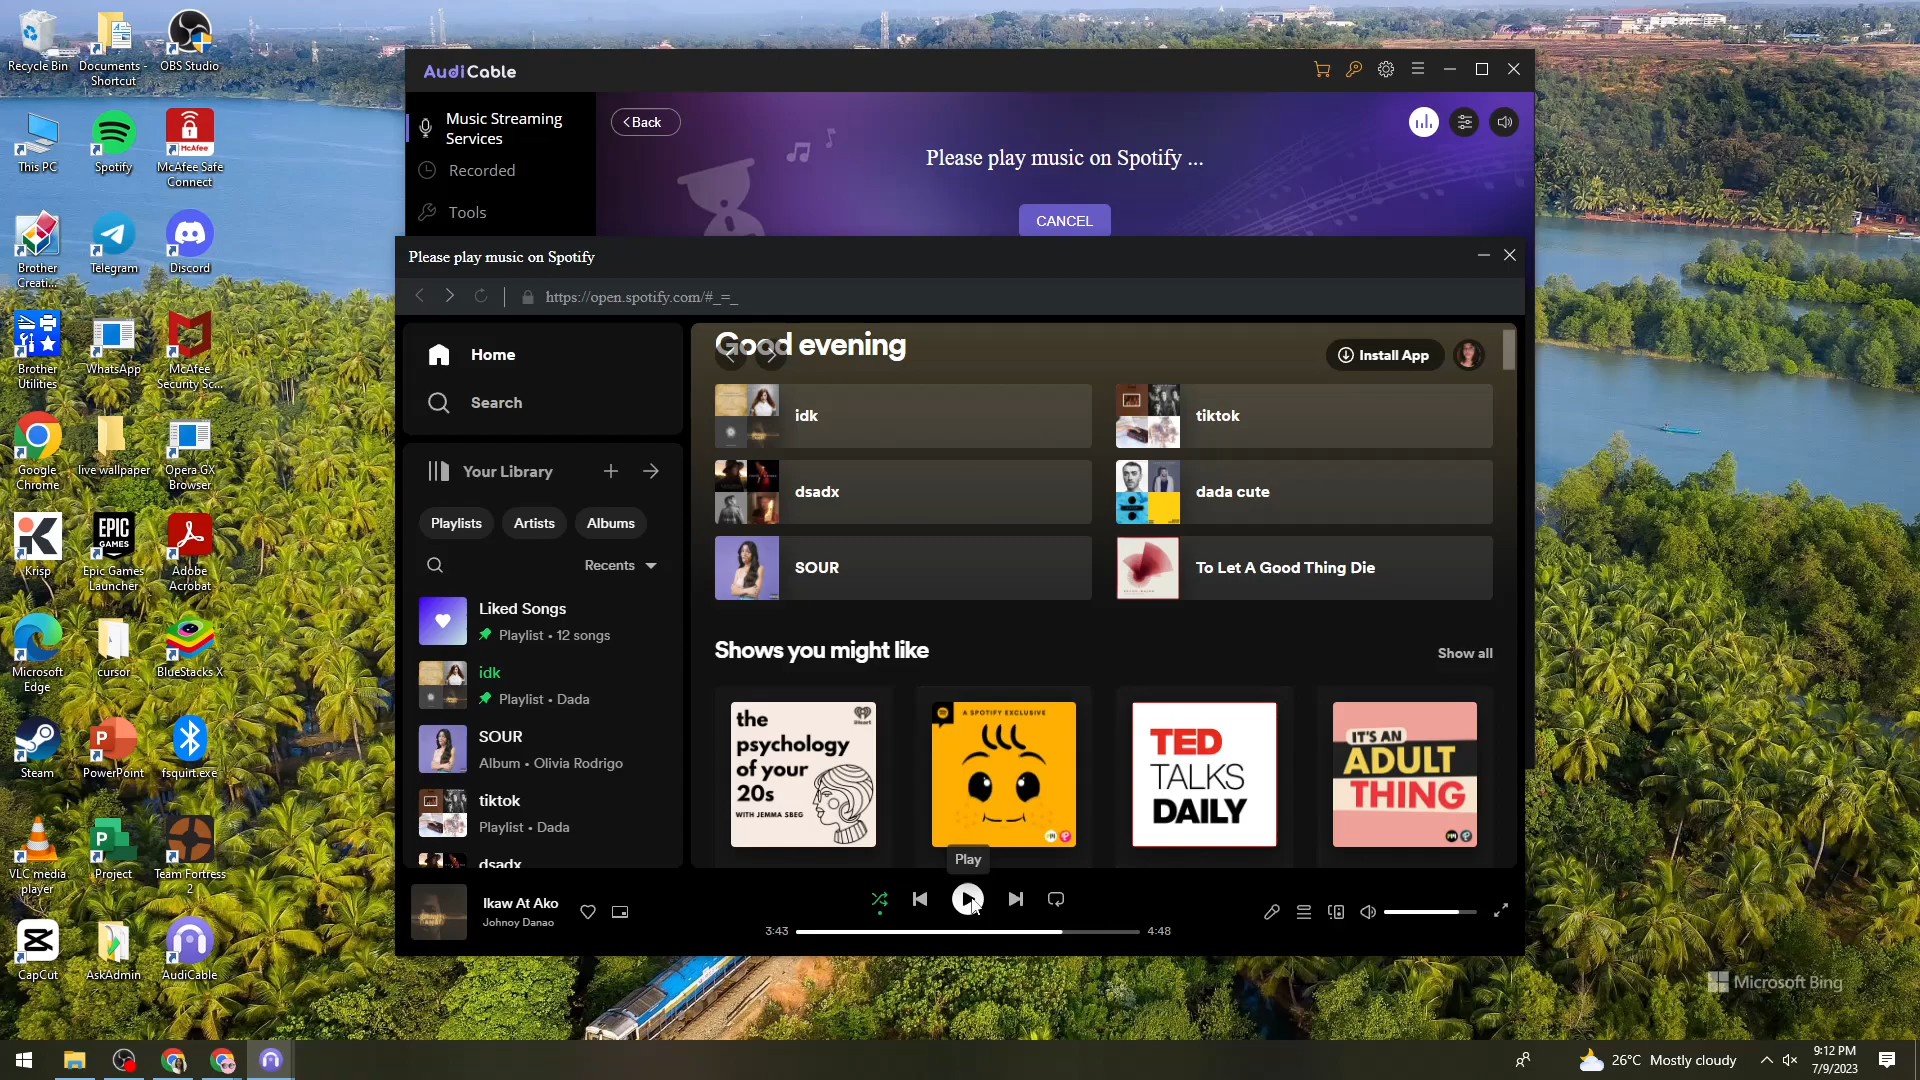 Recycle Bin
Documents -
Shortcut
OBS Studio
This PC
Spotify
McAfee Safe
Connect
Brother
Creati...
Telegram
Discord
Brother
Utilities
WhatsApp
McAfee
Security Sc...
Google
Chrome
live wallpaper
Opera GX
Browser
Krisp
EPIC
GAMES
Epic Games
Launcher
Adobe
Acrobat
Microsoft
Edge
cursor
BlueStacks X
Steam
PowerPoint
fsquirt.exe
VLC media
player
Project
Team Fortress
2
CapCut
AskAdmin
AudiCable
AudiCable
Music Streaming
Services
Recorded
Tools
Back
Please play music on Spotify ...
CANCEL
Please play music on Spotify
https://open.spotify.com/#_=_
Home
Search
Your Library
Playlists
Artists
Albums
Recents
Liked Songs
Playlist • 12 songs
idk
Playlist • Dada
SOUR
Album • Olivia Rodrigo
tiktok
Playlist • Dada
dsadx
Good evening
Install App
idk
tiktok
dsadx
dada cute
SOUR
To Let A Good Thing Die
Shows you might like
Show all
the
psychology
of your
20s
WITH JEMMA SBEG
iHeart
A SPOTIFY EXCLUSIVE
TED
TALKS
DAILY
IT'S AN
ADULT
THING
Play
Ikaw At Ako
Johnoy Danao
3:43
4:48
Microsoft Bing
26°C Mostly cloudy
9:12 PM
7/9/2023